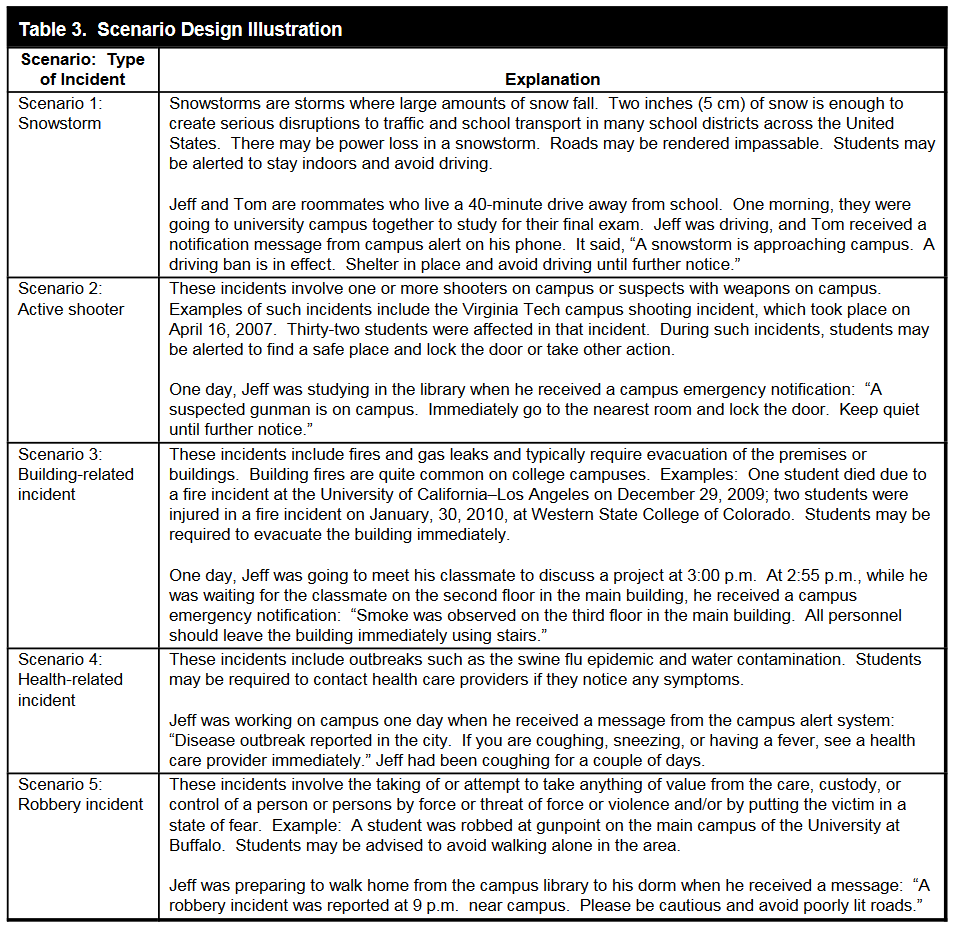 Table 3.  Scenario Design Illustration
Scenario:  Type
of Incident
Explanation
Scenario 1:
Snowstorm
Snowstorms are storms where large amounts of snow fall.  Two inches (5 cm) of snow is enough to
create serious disruptions to traffic and school transport in many school districts across the United
States.  There may be power loss in a snowstorm.  Roads may be rendered impassable.  Students may
be alerted to stay indoors and avoid driving.
Jeff and Tom are roommates who live a 40-minute drive away from school.  One morning, they were
going to university campus together to study for their final exam.  Jeff was driving, and Tom received a
notification message from campus alert on his phone.  It said, “A snowstorm is approaching campus.  A
driving ban is in effect.  Shelter in place and avoid driving until further notice.”
Scenario 2:
Active shooter
These incidents involve one or more shooters on campus or suspects with weapons on campus.
Examples of such incidents include the Virginia Tech campus shooting incident, which took place on
April 16, 2007.  Thirty-two students were affected in that incident.  During such incidents, students may
be alerted to find a safe place and lock the door or take other action.
One day, Jeff was studying in the library when he received a campus emergency notification:  “A
suspected gunman is on campus.  Immediately go to the nearest room and lock the door.  Keep quiet
until further notice.”
Scenario 3:
Building-related
incident
These incidents include fires and gas leaks and typically require evacuation of the premises or
buildings.  Building fires are quite common on college campuses.  Examples:  One student died due to
a fire incident at the University of California–Los Angeles on December 29, 2009; two students were
injured in a fire incident on January, 30, 2010, at Western State College of Colorado.  Students may be
required to evacuate the building immediately.
One day, Jeff was going to meet his classmate to discuss a project at 3:00 p.m.  At 2:55 p.m., while he
was waiting for the classmate on the second floor in the main building, he received a campus
emergency notification:  “Smoke was observed on the third floor in the main building.  All personnel
should leave the building immediately using stairs.”
Scenario 4:
Health-related
incident
These incidents include outbreaks such as the swine flu epidemic and water contamination.  Students
may be required to contact health care providers if they notice any symptoms.
Jeff was working on campus one day when he received a message from the campus alert system:
“Disease outbreak reported in the city.  If you are coughing, sneezing, or having a fever, see a health
care provider immediately.” Jeff had been coughing for a couple of days.
Scenario 5:
Robbery incident
These incidents involve the taking of or attempt to take anything of value from the care, custody, or
control of a person or persons by force or threat of force or violence and/or by putting the victim in a
state of fear.  Example:  A student was robbed at gunpoint on the main campus of the University at
Buffalo.  Students may be advised to avoid walking alone in the area.
Jeff was preparing to walk home from the campus library to his dorm when he received a message:  “A
robbery incident was reported at 9 p.m.  near campus.  Please be cautious and avoid poorly lit roads.”